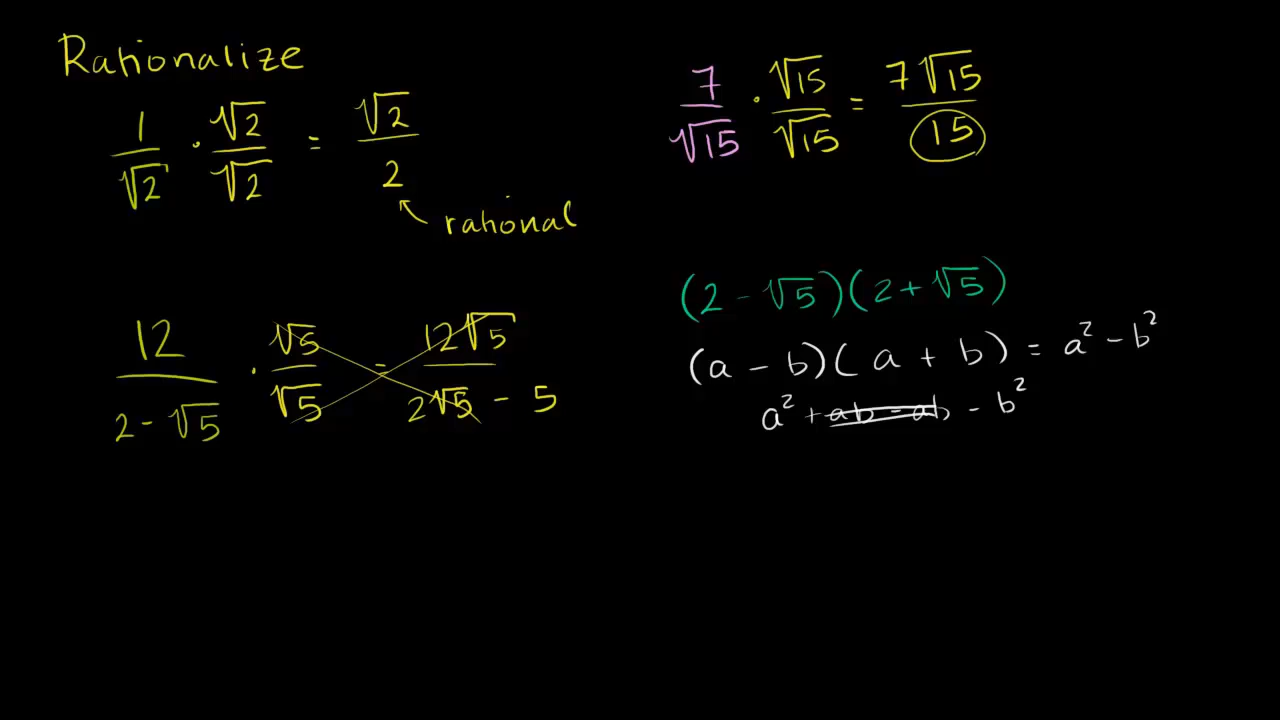 Rationalize
1/√2 · √2/√2 = √2/2
rational
7/√15 · √15/√15 = 7√15/15
12/(2 - √5) · √5/√5 = 12√5/(2√5 - 5)
(2 - √5)(2 + √5)
(a - b)(a + b) = a² - b²
a² + ab - ab - b²